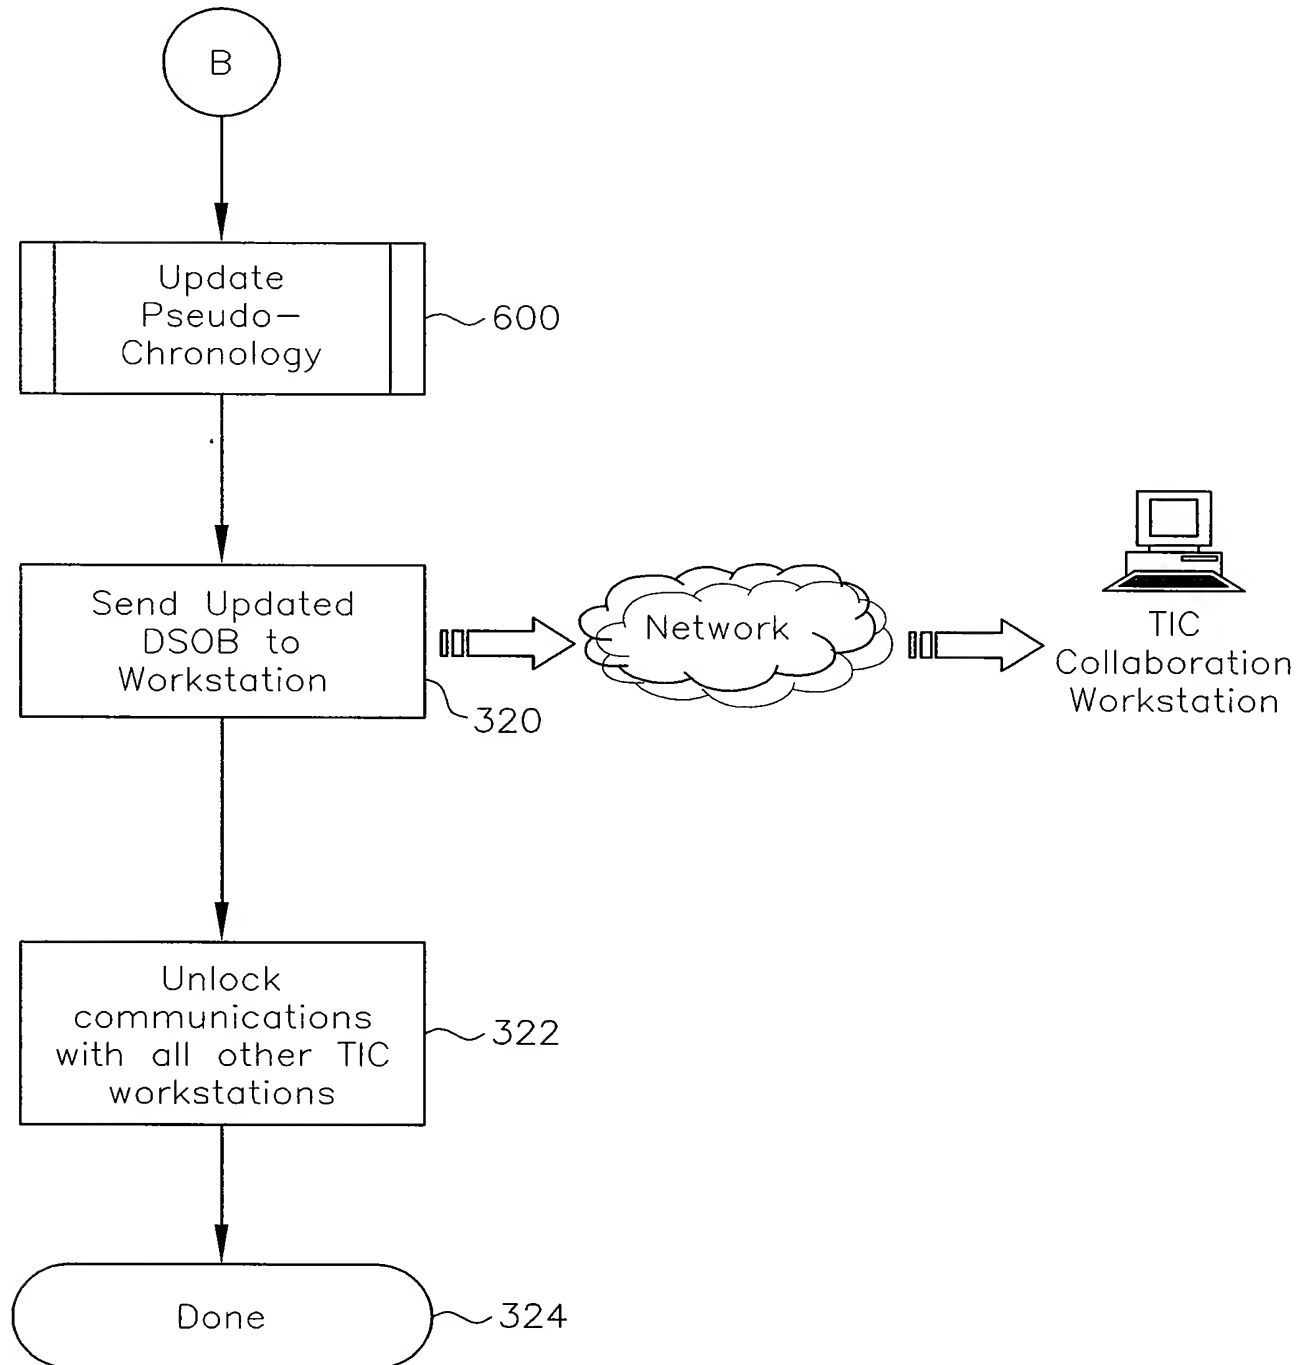 B
Update
Pseudo-
Chronology
600
Send Updated
DSOB to
Workstation
320
Network
TIC
Collaboration
Workstation
Unlock
communications
with all other TIC
workstations
322
Done
324